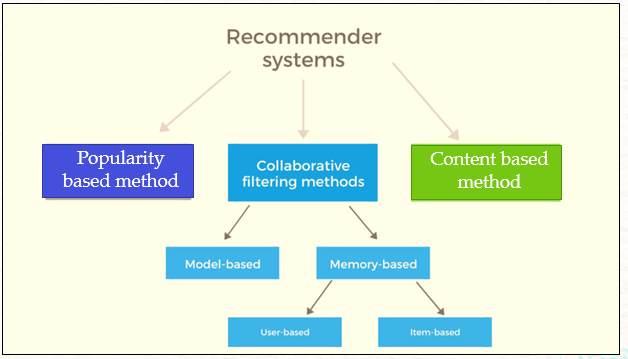 Recommender
systems
Popularity
based method
Collaborative
filtering methods
Content based
method
Model-based
Memory-based
User-based
Item-based